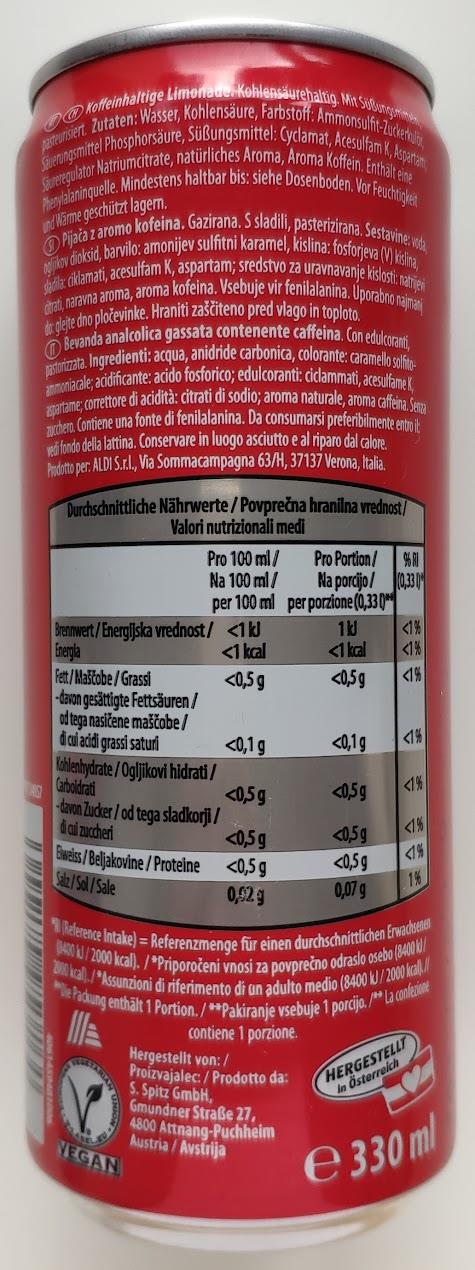 Koffeinhaltige Limonade. Kohlensäurehaltig. Mit Süßungsmitteln,
pasteurisiert. Zutaten: Wasser, Kohlensäure, Farbstoff: Ammonsulfit-Zuckerkulör,
Säuerungsmittel Phosphorsäure, Süßungsmittel: Cyclamat, Acesulfam K, Aspartam;
Säureregulator Natriumcitrate, natürliches Aroma, Aroma Koffein. Enthält eine
Phenylalaninquelle. Mindestens haltbar bis: siehe Dosenboden. Vor Feuchtigkeit
und Wärme geschützt lagern.
SI Pijača z aromo kofeina. Gazirana. S sladili, pasterizirana. Sestavine: voda,
ogljikov dioksid, barvilo: amonijev sulfitni karamel, kislina: fosforjeva (V) kislina,
sladila: ciklamati, acesulfam K, aspartam; sredstvo za uravnavanje kislosti: natrijevi
citrati, naravna aroma, aroma kofeina. Vsebuje vir fenilalanina. Uporabno najmanj
do: glejte dno pločevinke. Hraniti zaščiteno pred vlago in toploto.
IT Bevanda analcolica gassata contenente caffeina. Con edulcoranti,
pastorizzata. Ingredienti: acqua, anidride carbonica, colorante: caramello solfito-
ammoniacale; acidificante: acido fosforico; edulcoranti: ciclammati, acesulfame K,
aspartame; correttore di acidità: citrati di sodio; aroma naturale, aroma caffeina. Senza
zucchero. Contiene una fonte di fenilalanina. Da consumarsi preferibilmente entro il:
vedi fondo della lattina. Conservare in luogo asciutto e al riparo dal calore.
Prodotto per: ALDI S.r.l., Via Sommacampagna 63/H, 37137 Verona, Italia.
Durchschnittliche Nährwerte / Povprečna hranilna vrednost /
Valori nutrizionali medi
Pro 100 ml / Pro Portion / % RI
Na 100 ml / Na porcijo / (0,33 l)*
per 100 ml per porzione (0,33 l)**
Brennwert / Energijska vrednost / <1 kJ 1 kJ <1 %
Energia <1 kcal <1 kcal <1 %
Fett / Maščobe / Grassi <0,5 g <0,5 g <1 %
- davon gesättigte Fettsäuren /
od tega nasičene maščobe /
di cui acidi grassi saturi <0,1 g <0,1 g <1 %
Kohlenhydrate / Ogljikovi hidrati /
Carboidrati <0,5 g <0,5 g <1 %
- davon Zucker / od tega sladkorji /
di cui zuccheri <0,5 g <0,5 g <1 %
Eiweiss / Beljakovine / Proteine <0,5 g <0,5 g <1 %
Salz / Sol / Sale 0,02 g 0,07 g 1 %
*RI (Reference Intake) = Referenzmenge für einen durchschnittlichen Erwachsenen
(8400 kJ / 2000 kcal). / *Priporočeni vnosi za povprečno odraslo osebo (8400 kJ /
2000 kcal). / *Assunzioni di riferimento di un adulto medio (8400 kJ / 2000 kcal). //
**Die Packung enthält 1 Portion. / **Pakiranje vsebuje 1 porcijo. / ** La confezione
contiene 1 porzione.
Hergestellt von: /
Proizvajalec: / Prodotto da:
S. Spitz GmbH,
Gmundner Straße 27,
4800 Attnang-Puchheim
Austria / Avstrija
VEGAN
HERGESTELLT
in Österreich
e 330 ml